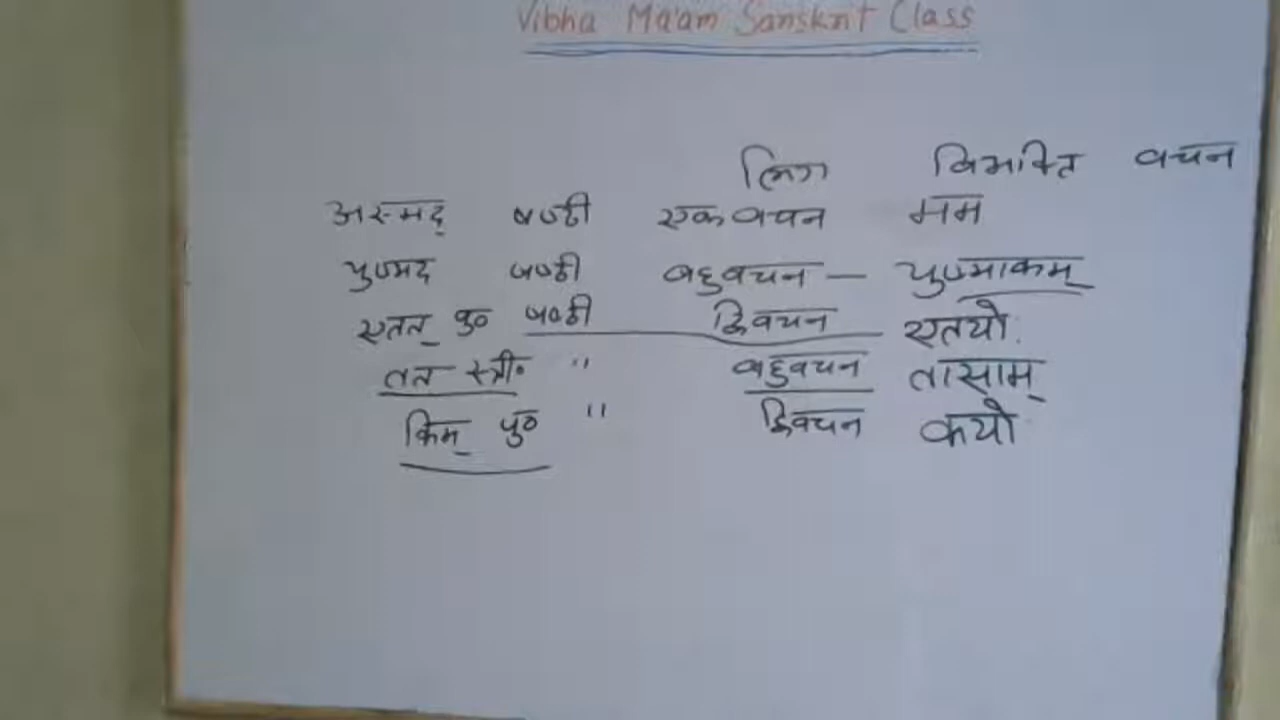 Vibha Ma'am Sanskrit Class
लिंग विभक्ति वचन
अस्मद् षष्ठी एकवचन मम
युष्मद षष्ठी बहुवचन – युष्माकम्
एतत् पु० षष्ठी द्विवचन एतयो:
तत स्त्री० " बहुवचन तासाम्
किम् पु० " द्विवचन कयो: